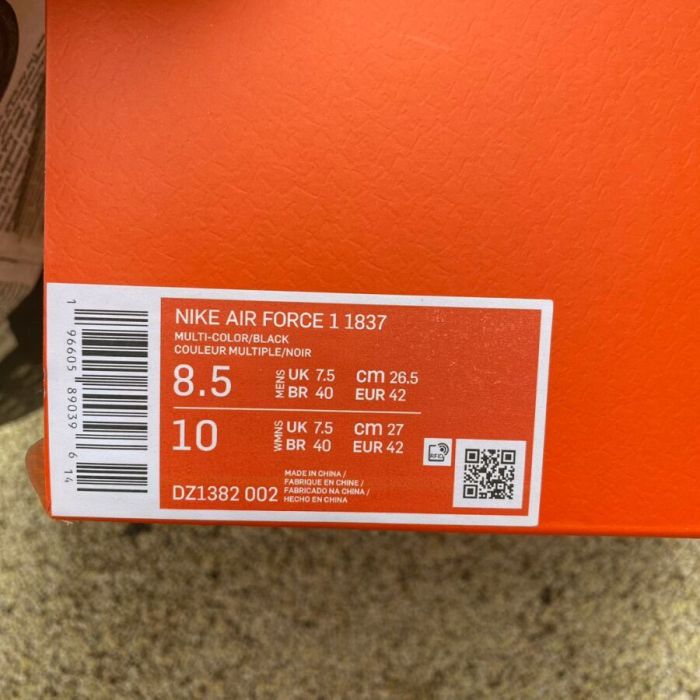 NIKE AIR FORCE 1 1837
MULTI-COLOR/BLACK
COULEUR MULTIPLE/NOIR
8.5 MENS UK 7.5 cm 26.5
BR 40 EUR 42
10 WMNS UK 7.5 cm 27
BR 40 EUR 42
RFID
DZ1382 002
MADE IN CHINA /
FABRIQUE EN CHINE /
FABRICADO NA CHINA /
HECHO EN CHINA
1 96605 89039 6 14